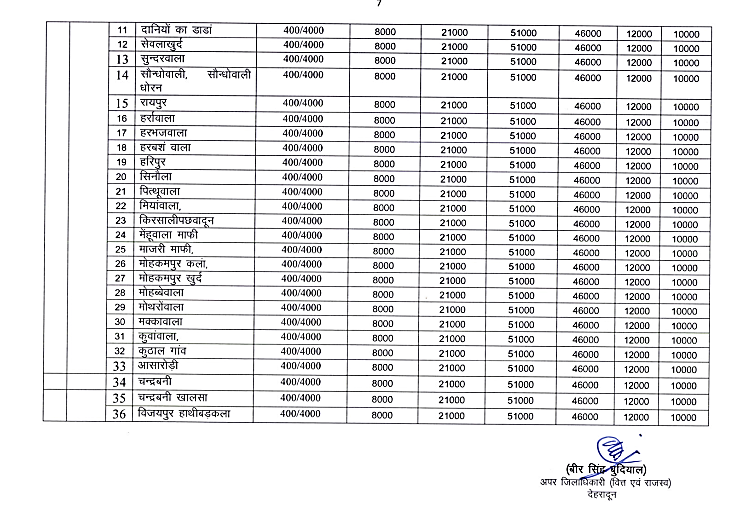 7
11 दानियों का डाडां 400/4000 8000 21000 51000 46000 12000 10000
12 सेवलाखुर्द 400/4000 8000 21000 51000 46000 12000 10000
13 सुन्दरवाला 400/4000 8000 21000 51000 46000 12000 10000
14 सौन्धोवाली, सौन्धोवाली 400/4000 8000 21000 51000 46000 12000 10000
धोरन
15 रायपुर 400/4000 8000 21000 51000 46000 12000 10000
16 हर्रावाला 400/4000 8000 21000 51000 46000 12000 10000
17 हरभजवाला 400/4000 8000 21000 51000 46000 12000 10000
18 हरबशं वाला 400/4000 8000 21000 51000 46000 12000 10000
19 हरिपुर 400/4000 8000 21000 51000 46000 12000 10000
20 सिनौला 400/4000 8000 21000 51000 46000 12000 10000
21 पित्थूवाला 400/4000 8000 21000 51000 46000 12000 10000
22 मियांवाला, 400/4000 8000 21000 51000 46000 12000 10000
23 किरसालीपछवादून 400/4000 8000 21000 51000 46000 12000 10000
24 मेंहूवाला माफी 400/4000 8000 21000 51000 46000 12000 10000
25 माजरी माफी, 400/4000 8000 21000 51000 46000 12000 10000
26 मोहकमपुर कलां, 400/4000 8000 21000 51000 46000 12000 10000
27 मोहकमपुर खुर्द 400/4000 8000 21000 51000 46000 12000 10000
28 मोहब्बेवाला 400/4000 8000 21000 51000 46000 12000 10000
29 मोथरोंवाला 400/4000 8000 21000 51000 46000 12000 10000
30 मक्कावाला 400/4000 8000 21000 51000 46000 12000 10000
31 कुवांवाला, 400/4000 8000 21000 51000 46000 12000 10000
32 कुठाल गांव 400/4000 8000 21000 51000 46000 12000 10000
33 आसारोड़ी 400/4000 8000 21000 51000 46000 12000 10000
34 चन्द्रबनी 400/4000 8000 21000 51000 46000 12000 10000
35 चन्द्रबनी खालसा 400/4000 8000 21000 51000 46000 12000 10000
36 विजयपुर हाथीबड़कला 400/4000 8000 21000 51000 46000 12000 10000
(बीर सिंह बुदियाल)
अपर जिलाधिकारी (वित्त एवं राजस्व)
देहरादून